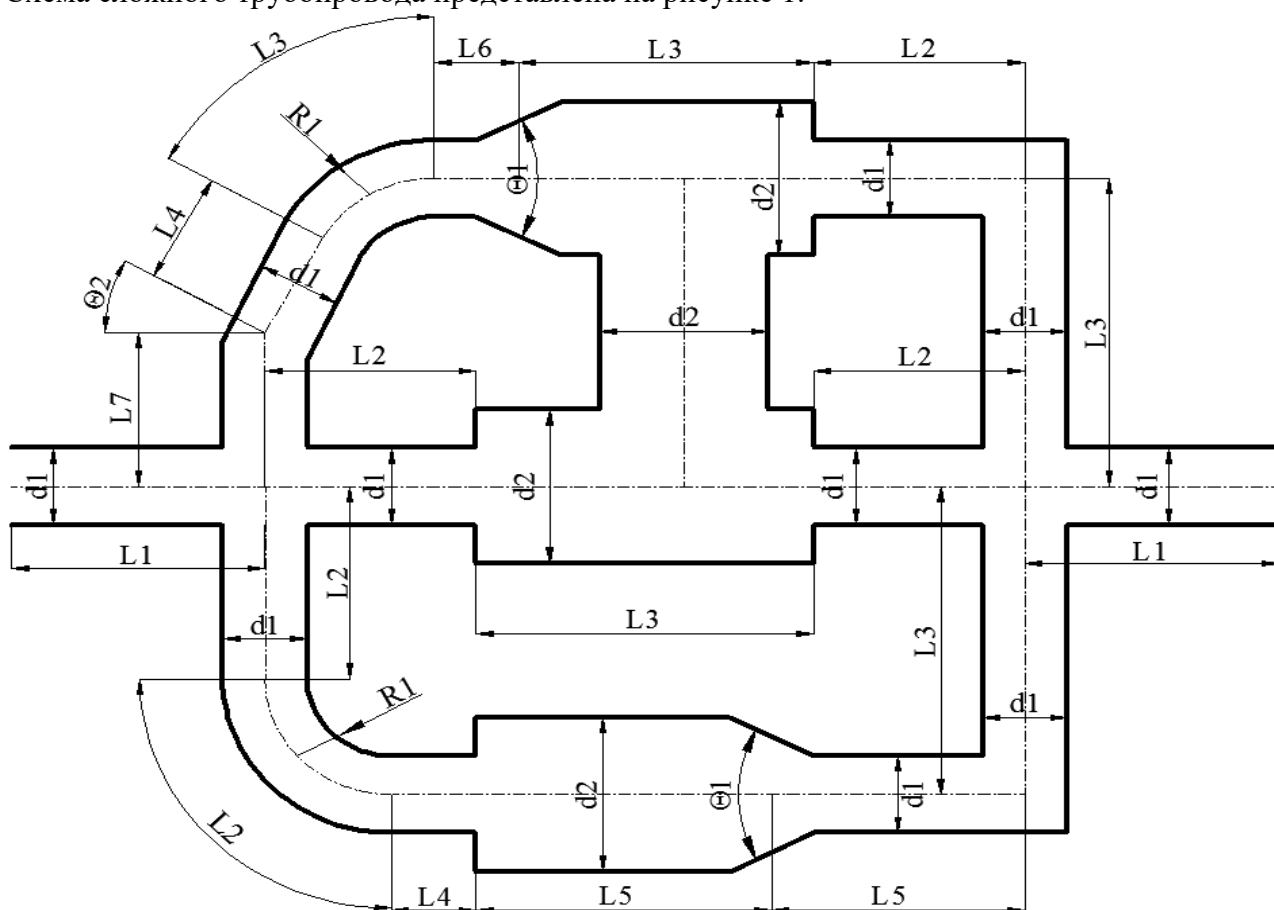 Схема сложного трубопровода представлена на рисунке 1.
L3
L6
L3
L2
R1
Θ1
d2
d1
L4
d1
Θ2
d2
d1
L3
L2
L2
L7
d1
d1
d2
d1
d1
L1
L2
L1
L3
L3
d1
R1
d1
d2
Θ1
d1
L2
L4
L5
L5